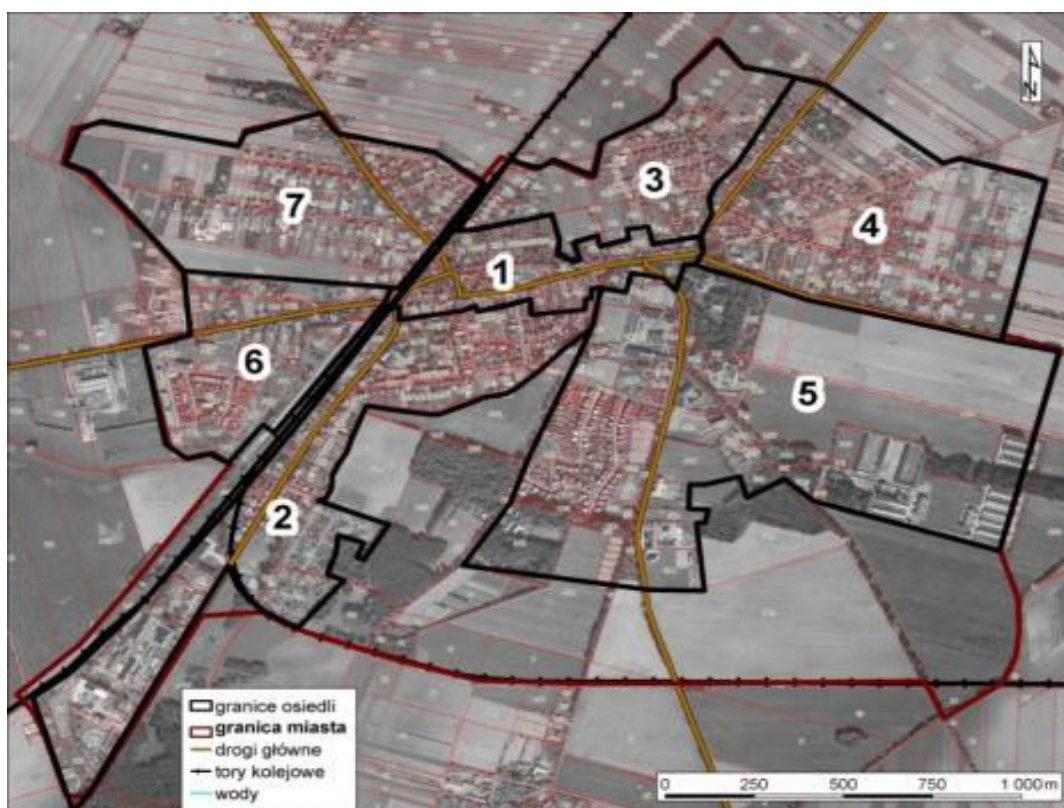 N
3
4
7
1
6
5
2
granice osiedli
granica miasta
drogi główne
tory kolejowe
wody
0 250 500 750 1 000 m